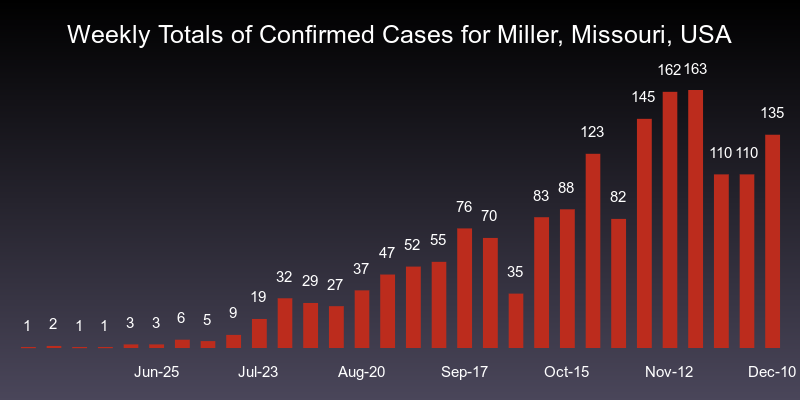 Weekly Totals of Confirmed Cases for Miller, Missouri, USA
1 2 1 1 3 3 6 5 9 19 32 29 27 37 47 52 55 76 70 35 83 88 123 82 145 162 163 110 110 135
Jun-25 Jul-23 Aug-20 Sep-17 Oct-15 Nov-12 Dec-10